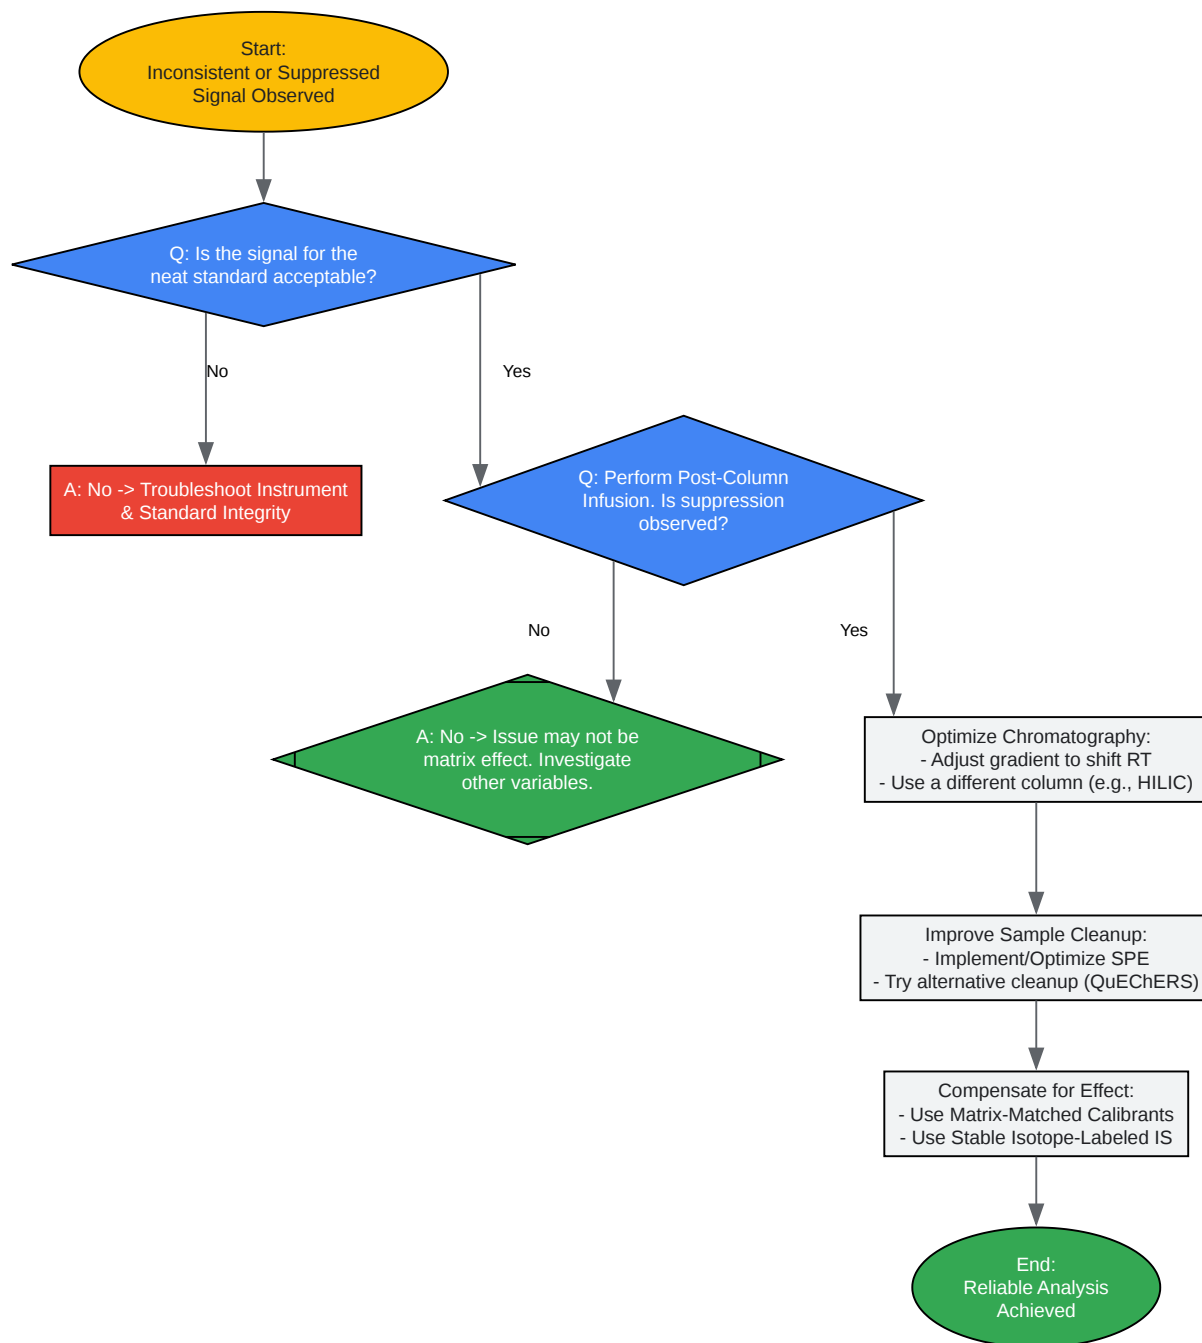 Start:
Inconsistent or Suppressed
Signal Observed
Q: Is the signal for the
neat standard acceptable?
No
Yes
A: No -> Troubleshoot Instrument
& Standard Integrity
Q: Perform Post-Column
Infusion. Is suppression
observed?
No
Yes
A: No -> Issue may not be
matrix effect. Investigate
other variables.
Optimize Chromatography:
- Adjust gradient to shift RT
- Use a different column (e.g., HILIC)
Improve Sample Cleanup:
- Implement/Optimize SPE
- Try alternative cleanup (QuEChERS)
Compensate for Effect:
- Use Matrix-Matched Calibrants
- Use Stable Isotope-Labeled IS
End:
Reliable Analysis
Achieved